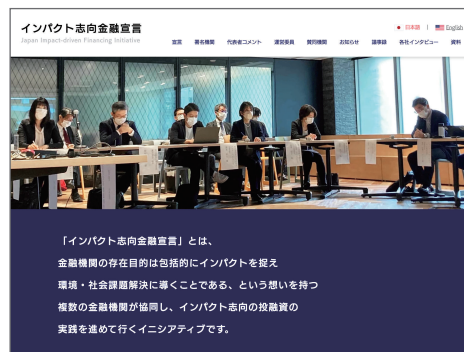 インパクト志向金融宣言
Japan Impact-driven Financing Initiative
日本語 | English
宣言 署名機関 代表者コメント 運営委員 賛同機関 お知らせ 議事録 各社インタビュー 資料
「インパクト志向金融宣言」とは、
金融機関の存在目的は包括的にインパクトを捉え
環境・社会課題解決に導くことである、という想いを持つ
複数の金融機関が協同し、インパクト志向の投融資の
実践を進めて行くイニシアティブです。